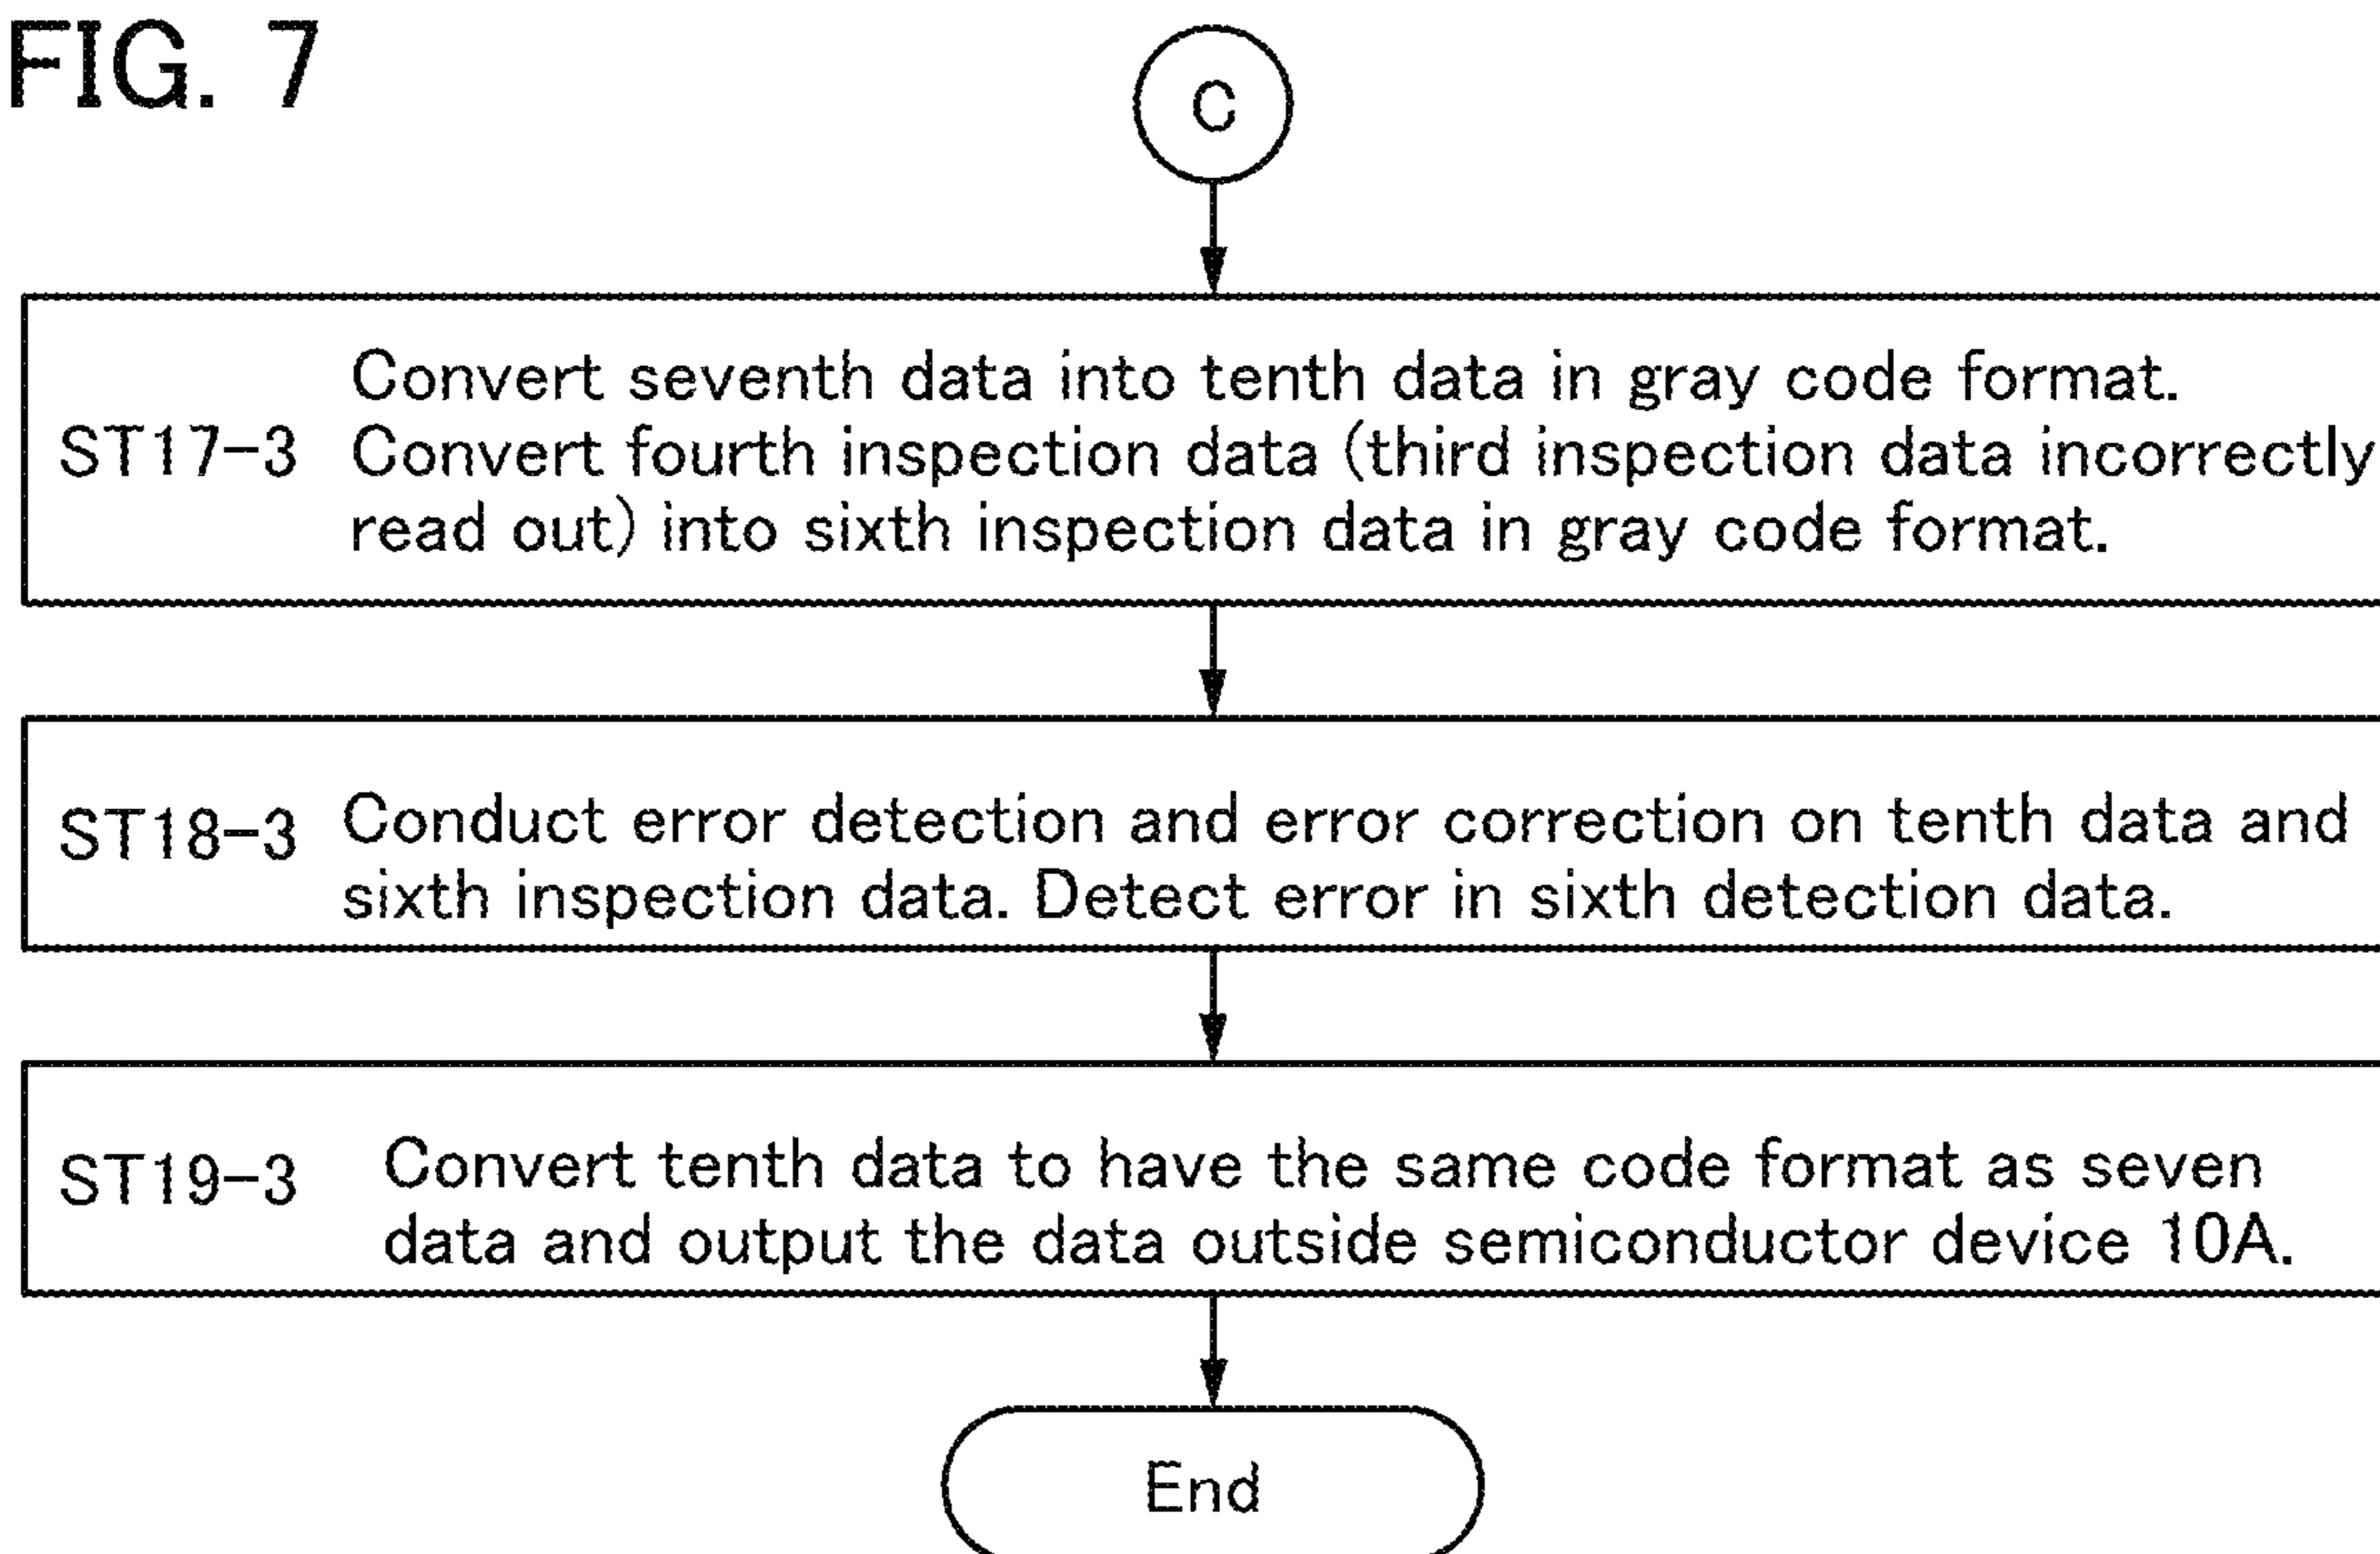 FIG. 7
C
Convert seventh data into tenth data in gray code format.
ST17-3 Convert fourth inspection data (third inspection data incorrectly
read out) into sixth inspection data in gray code format.
ST18-3 Conduct error detection and error correction on tenth data and
sixth inspection data. Detect error in sixth detection data.
ST19-3 Convert tenth data to have the same code format as seven
data and output the data outside semiconductor device 10A.
End